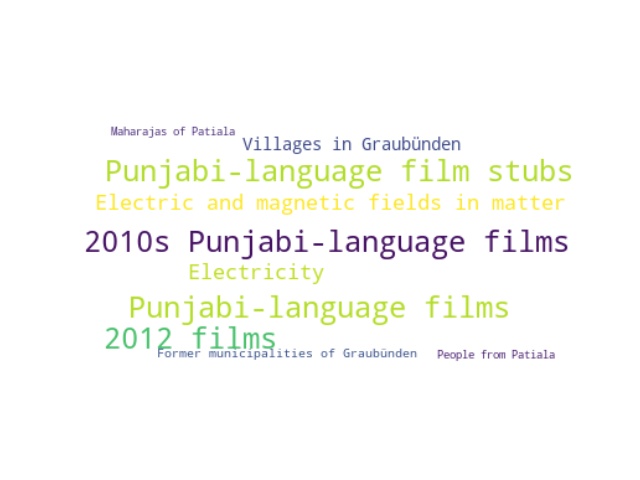 Maharajas of Patiala
Villages in Graubünden
Punjabi-language film stubs
Electric and magnetic fields in matter
2010s Punjabi-language films
Electricity
Punjabi-language films
2012 films
Former municipalities of Graubünden
People from Patiala